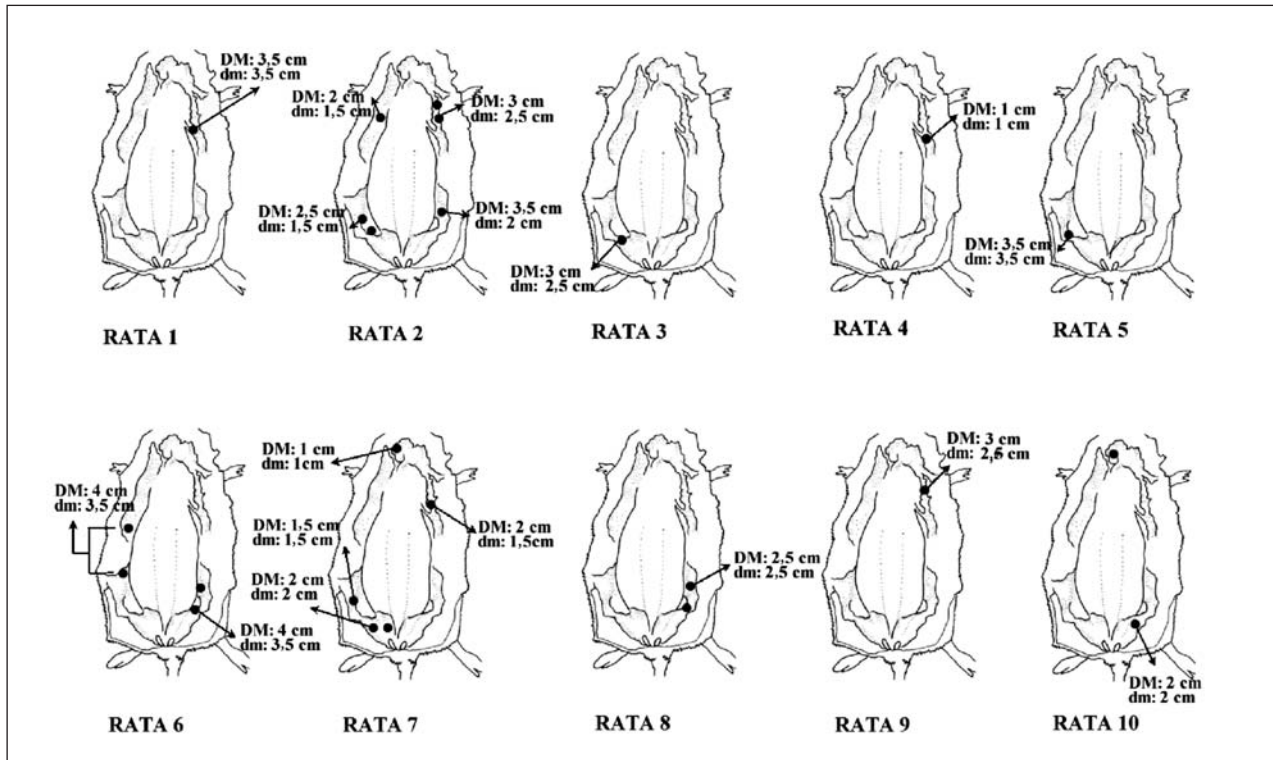 DM: 3,5 cm
dm: 3,5 cm
RATA 1
DM: 2 cm
dm: 1,5 cm
DM: 3 cm
dm: 2,5 cm
DM: 2,5 cm
dm: 1,5 cm
DM: 3,5 cm
dm: 2 cm
RATA 2
DM:3 cm
dm: 2,5 cm
RATA 3
DM: 1 cm
dm: 1 cm
RATA 4
DM: 3,5 cm
dm: 3,5 cm
RATA 5
DM: 4 cm
dm: 3,5 cm
DM: 4 cm
dm: 3,5 cm
RATA 6
DM: 1 cm
dm: 1cm
DM: 2 cm
dm: 1,5cm
DM: 1,5 cm
dm: 1,5 cm
DM: 2 cm
dm: 2 cm
RATA 7
DM: 2,5 cm
dm: 2,5 cm
RATA 8
DM: 3 cm
dm: 2,5 cm
RATA 9
DM: 2 cm
dm: 2 cm
RATA 10